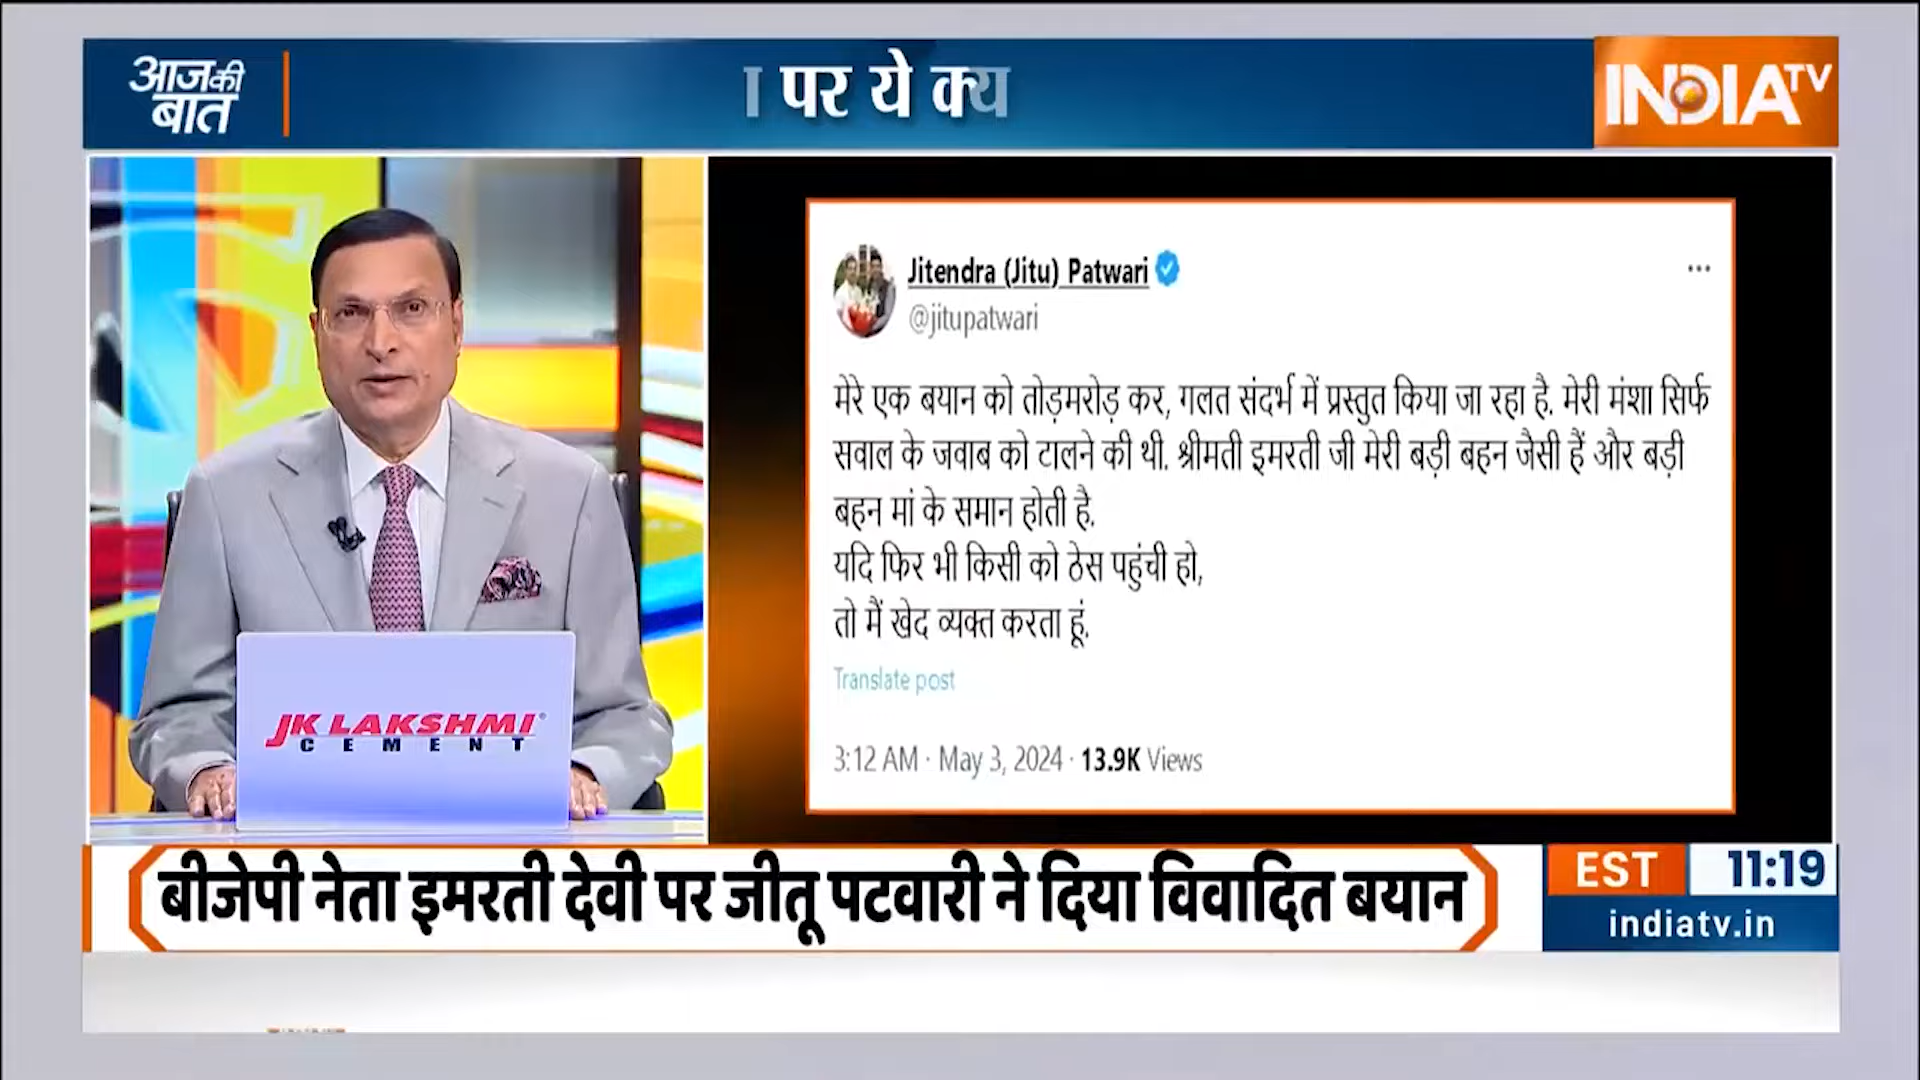 आज की
बात
पर ये क्य
INDIA TV
Jitendra (Jitu) Patwari
@jitupatwari
मेरे एक बयान को तोड़मरोड़ कर, गलत संदर्भ में प्रस्तुत किया जा रहा है. मेरी मंशा सिर्फ
सवाल के जवाब को टालने की थी. श्रीमती इमरती जी मेरी बड़ी बहन जैसी हैं और बड़ी
बहन मां के समान होती है.
यदि फिर भी किसी को ठेस पहुंची हो,
तो मैं खेद व्यक्त करता हूं.
Translate post
3:12 AM · May 3, 2024 · 13.9K Views
JK LAKSHMI
CEMENT
बीजेपी नेता इमरती देवी पर जीतू पटवारी ने दिया विवादित बयान
EST 11:19
indiatv.in